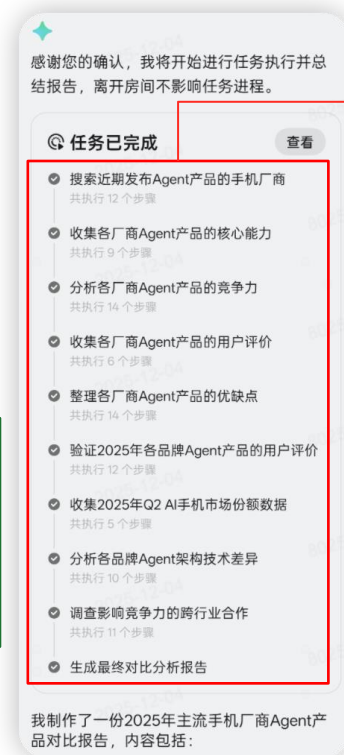 感谢您的确认，我将开始进行任务执行并总
结报告，离开房间不影响任务进程。
任务已完成
查看
搜索近期发布Agent产品的手机厂商
共执行 12 个步骤
收集各厂商Agent产品的核心能力
共执行 9 个步骤
分析各厂商Agent产品的竞争力
共执行 14 个步骤
收集各厂商Agent产品的用户评价
共执行 6 个步骤
整理各厂商Agent产品的优缺点
共执行 14 个步骤
验证2025年各品牌Agent产品的用户评价
共执行 12 个步骤
收集2025年Q2 AI手机市场份额数据
共执行 5 个步骤
分析各品牌Agent架构技术差异
共执行 10 个步骤
调查影响竞争力的跨行业合作
共执行 11 个步骤
生成最终对比分析报告
我制作了一份2025年主流手机厂商Agent产
品对比报告，内容包括：